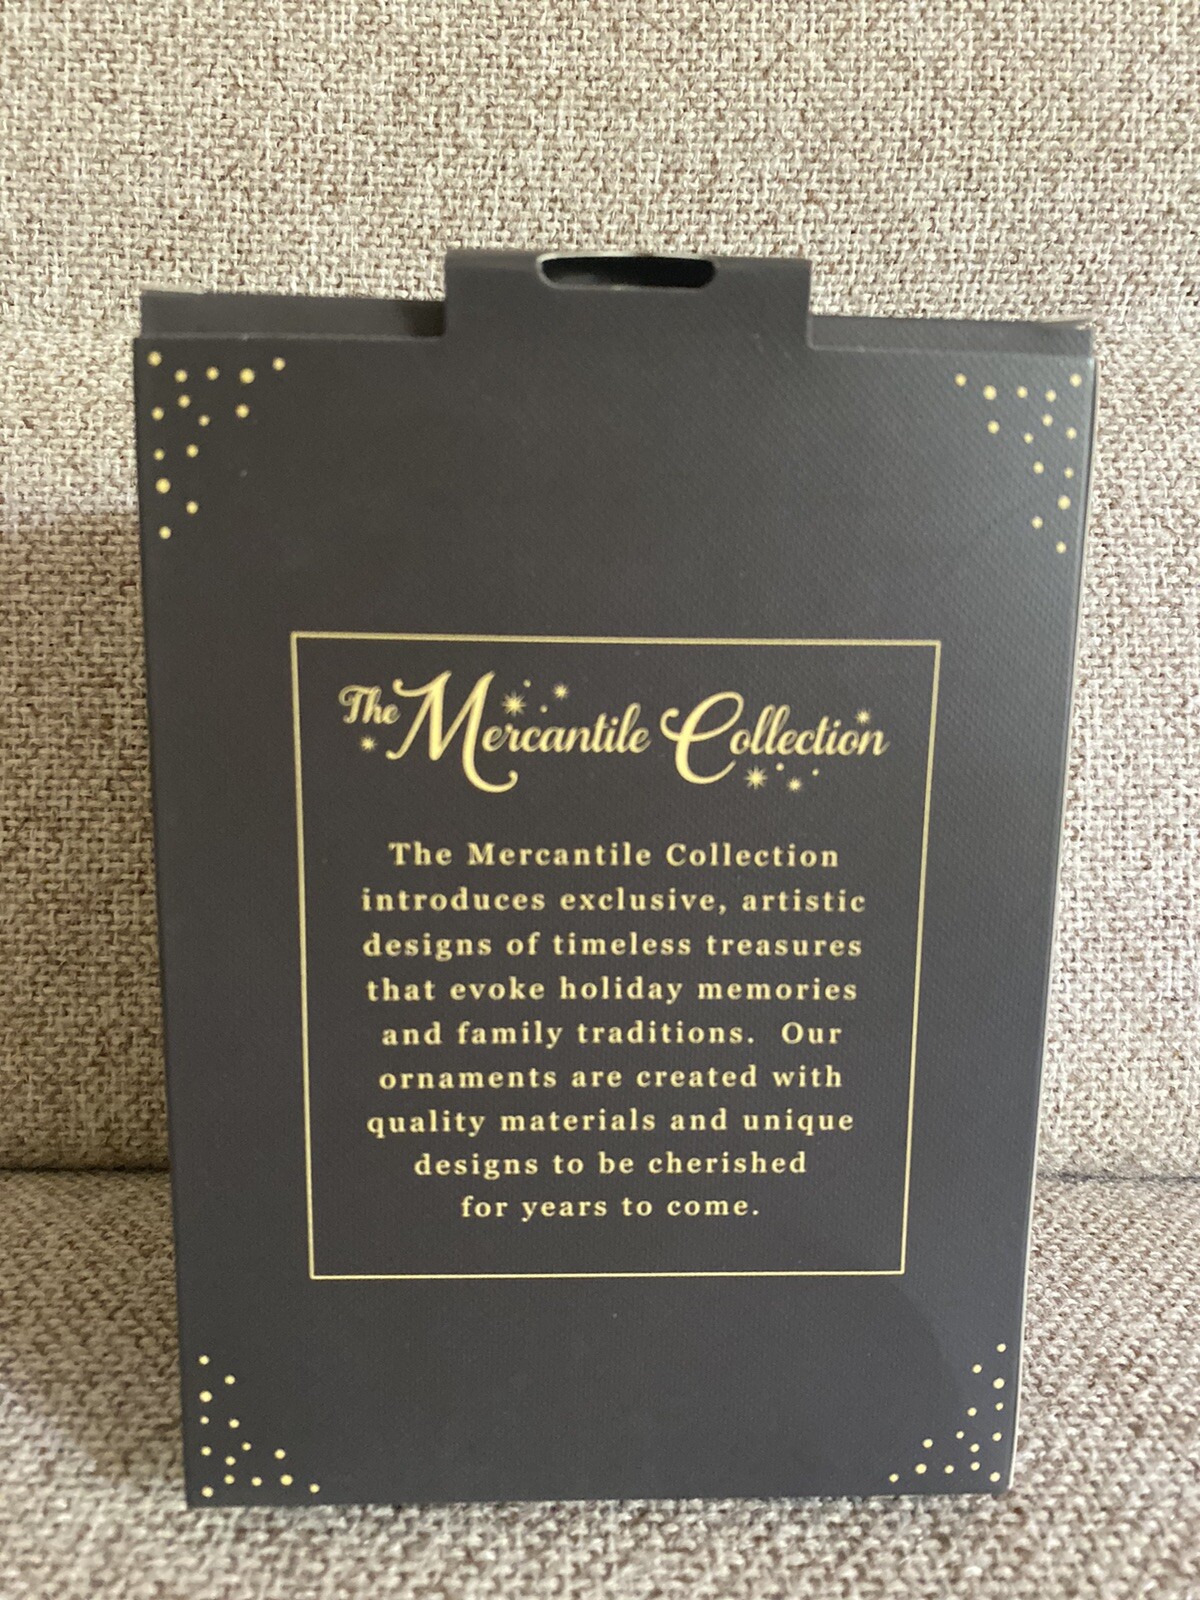 The Mercantile Collection
The Mercantile Collection
introduces exclusive, artistic
designs of timeless treasures
that evoke holiday memories
and family traditions.  Our
ornaments are created with
quality materials and unique
designs to be cherished
for years to come.